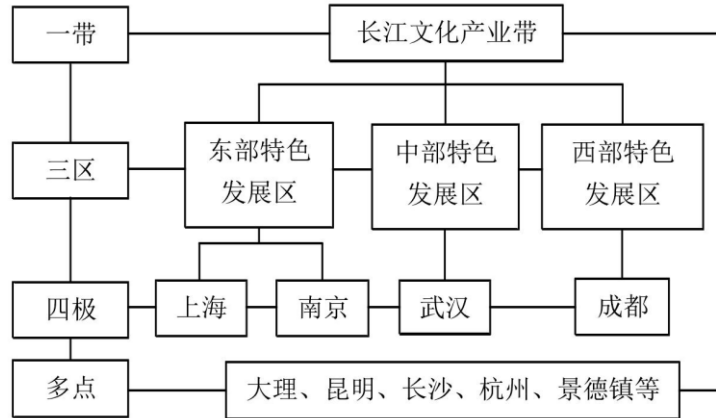 一带
长江文化产业带
三区
东部特色
发展区
中部特色
发展区
西部特色
发展区
四极
上海
南京
武汉
成都
多点
大理、昆明、长沙、杭州、景德镇等